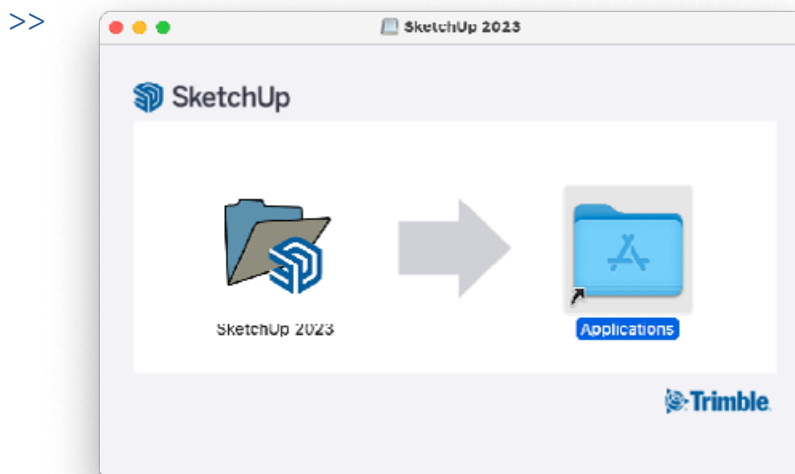 >>
SketchUp 2023
SketchUp
SketchUp 2023
Applications
Trimble.